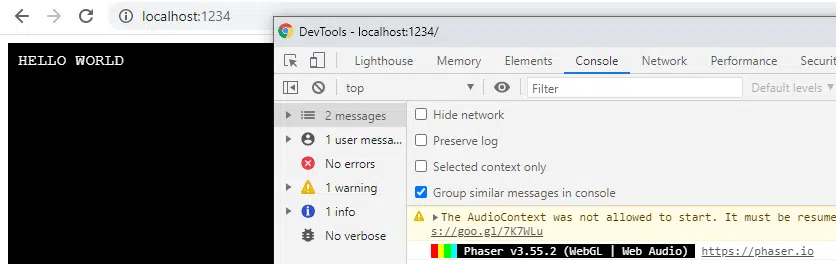 localhost:1234
DevTools - localhost:1234/
HELLO WORLD
Lighthouse Memory Elements Console Network Performance Securit
top Filter Default levels
2 messages
1 user messa...
No errors
1 warning
1 info
No verbose
Hide network
Preserve log
Selected context only
Group similar messages in console
The AudioContext was not allowed to start. It must be resume
s://goo.gl/7K7WLu
Phaser v3.55.2 (WebGL | Web Audio) https://phaser.io